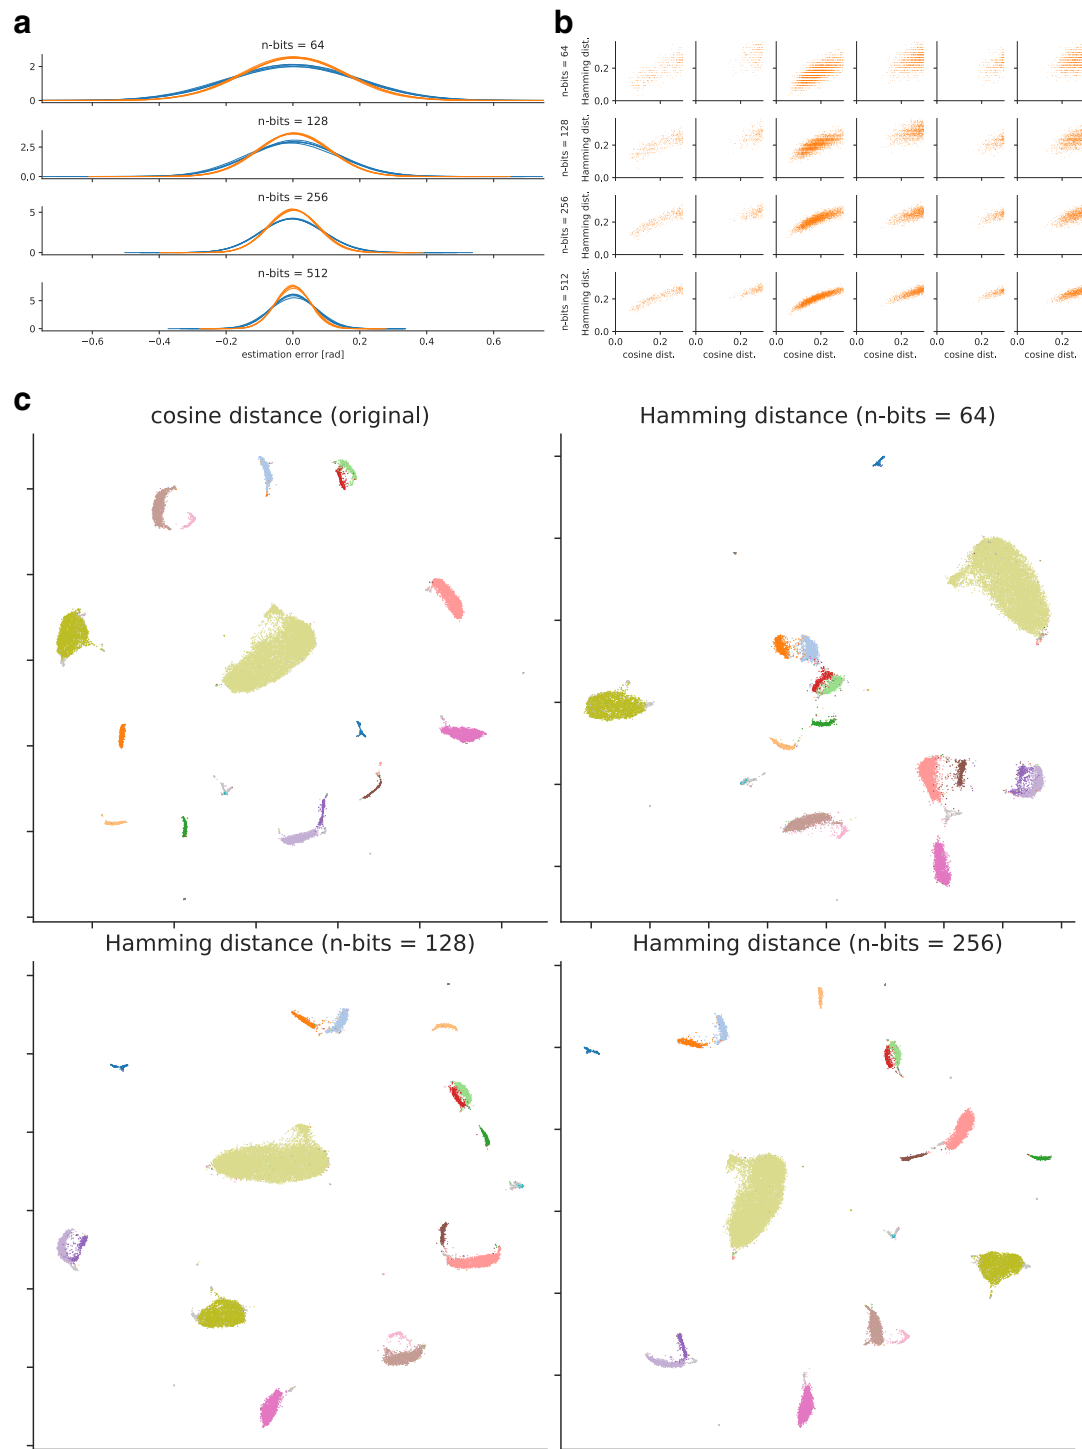 a
n-bits = 64
2
0
n-bits = 128
2.5
0,0
n-bits = 256
5
0
n-bits = 512
5
0
−0.6 −0.4 −0.2 0.0 0.2 0.4 0.6
estimation error [rad]
b
n-bits = 64
Hamming dist.
0.2
0.0
n-bits = 128
Hamming dist.
0.2
0.0
n-bits = 256
Hamming dist.
0.2
0.0
n-bits = 512
Hamming dist.
0.2
0.0
0.0 0.2 0.0 0.2 0.0 0.2 0.0 0.2 0.0 0.2 0.0 0.2
cosine dist. cosine dist. cosine dist. cosine dist. cosine dist. cosine dist.
c
cosine distance (original)
Hamming distance (n-bits = 64)
Hamming distance (n-bits = 128)
Hamming distance (n-bits = 256)